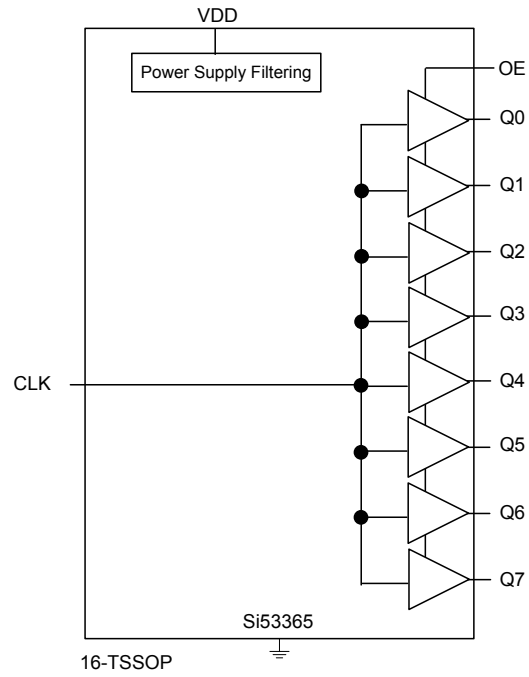 VDD
Power Supply Filtering
OE
Q0
Q1
Q2
Q3
CLK
Q4
Q5
Q6
Q7
Si53365
16-TSSOP